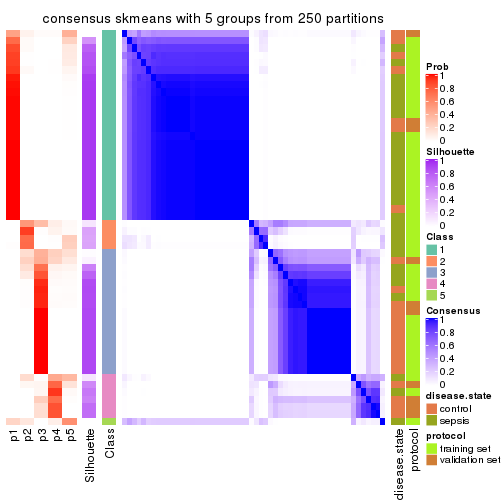 consensus skmeans with 5 groups from 250 partitions
p1
p2
p3
p4
p5
Silhouette
Class
disease.state
protocol
Prob
1
0.8
0.6
0.4
0.2
0
Silhouette
1
0.8
0.6
0.4
0.2
0
Class
1
2
3
4
5
Consensus
1
0.8
0.6
0.4
0.2
0
disease.state
control
sepsis
protocol
training set
validation set